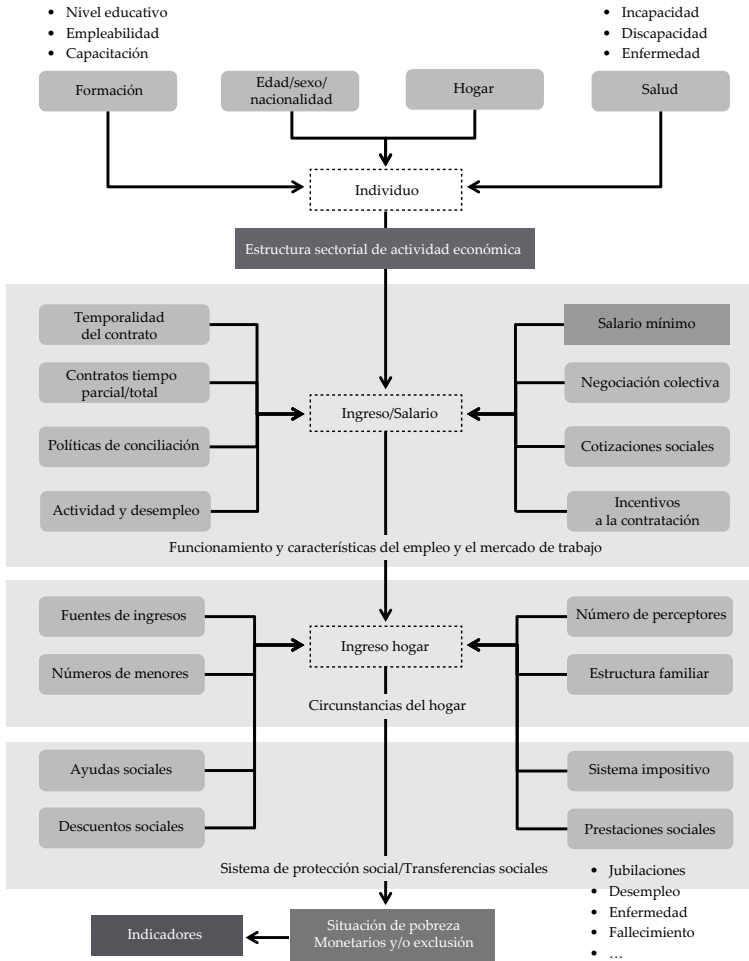 • Nivel educativo
• Empleabilidad
• Capacitación
• Incapacidad
• Discapacidad
• Enfermedad
Formación
Edad/sexo/
nacionalidad
Hogar
Salud
Individuo
Estructura sectorial de actividad económica
Temporalidad
del contrato
Salario mínimo
Contratos tiempo
parcial/total
Negociación colectiva
Ingreso/Salario
Políticas de conciliación
Cotizaciones sociales
Actividad y desempleo
Incentivos
a la contratación
Funcionamiento y características del empleo y el mercado de trabajo
Fuentes de ingresos
Número de perceptores
Ingreso hogar
Números de menores
Estructura familiar
Circunstancias del hogar
Ayudas sociales
Sistema impositivo
Descuentos sociales
Prestaciones sociales
Sistema de protección social/Transferencias sociales
• Jubilaciones
• Desempleo
• Enfermedad
• Fallecimiento
• ...
Indicadores
Situación de pobreza
Monetarios y/o exclusión